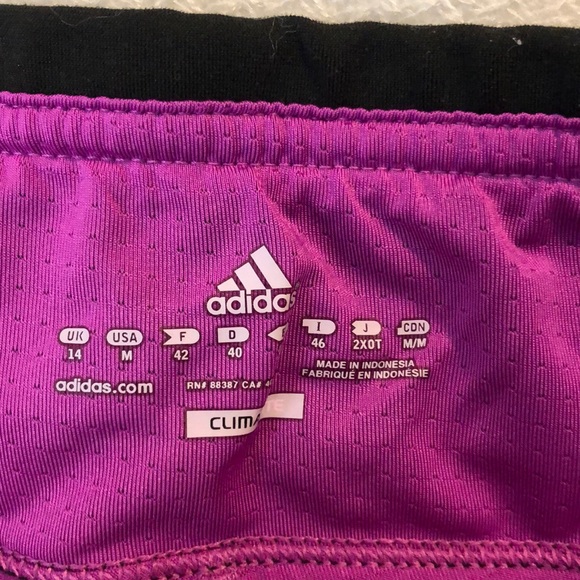 adidas
UK USA F D I J CDN
14 M 42 40 46 2XOT M/M
adidas.com RN# 88387 CA#
MADE IN INDONESIA
FABRIQUÉ EN INDONÉSIE